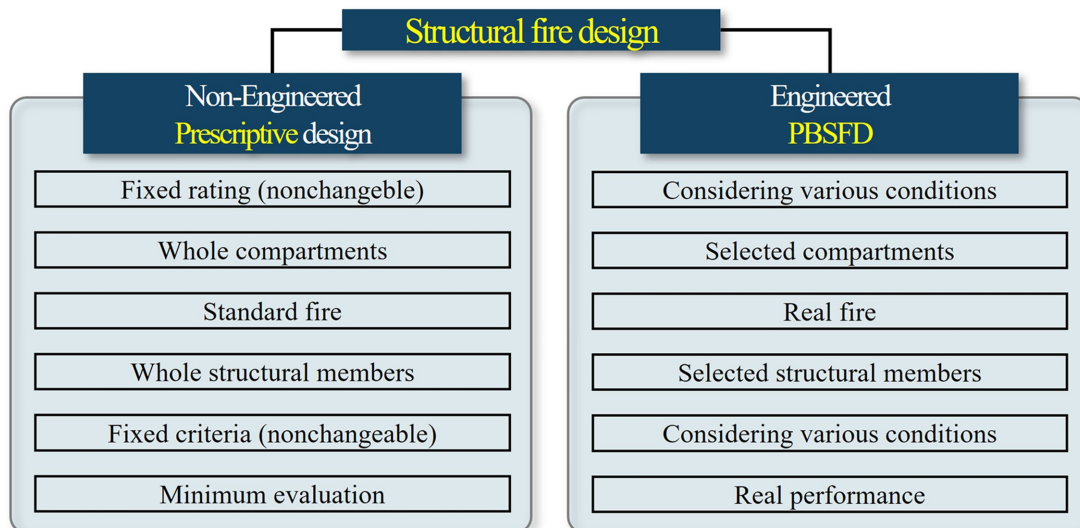 Structural fire design
Non-Engineered
Prescriptive design
Fixed rating (nonchangeble)
Whole compartments
Standard fire
Whole structural members
Fixed criteria (nonchangeable)
Minimum evaluation
Engineered
PBSFD
Considering various conditions
Selected compartments
Real fire
Selected structural members
Considering various conditions
Real performance